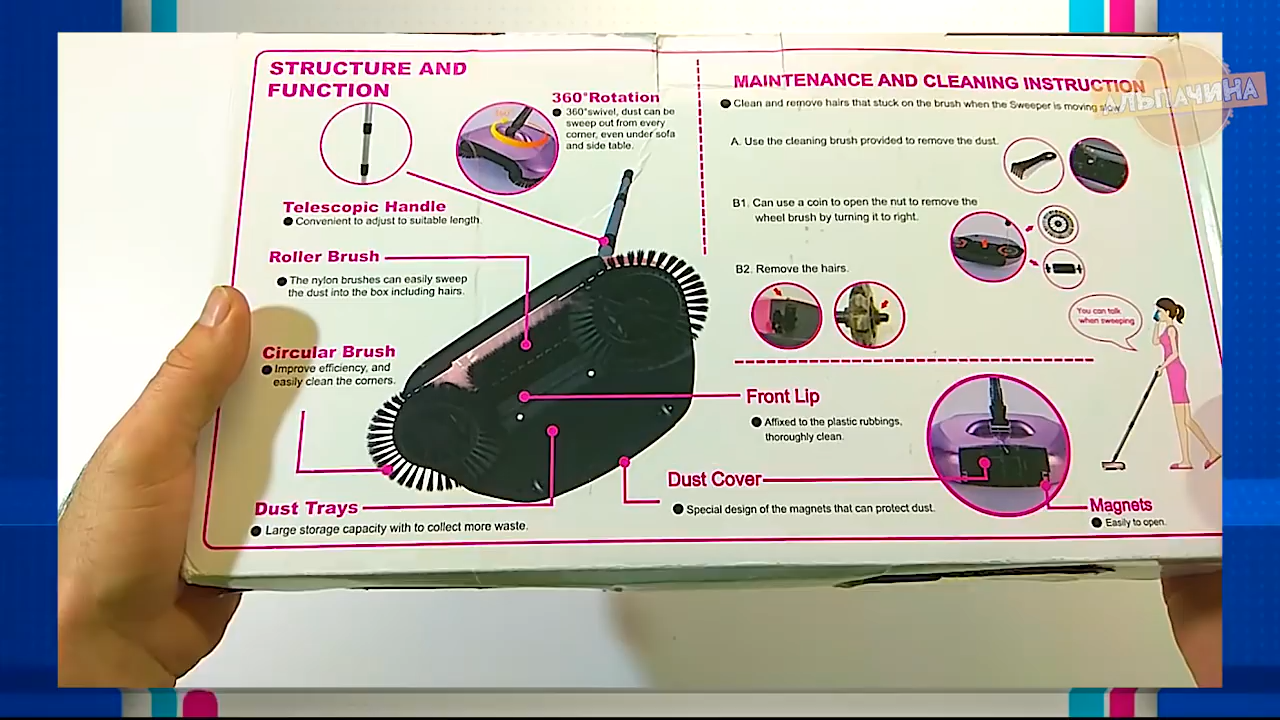 STRUCTURE AND
FUNCTION
360°Rotation
360°swivel, dust can be
sweep out from every
corner, even under sofa
and side table.
Telescopic Handle
Convenient to adjust to suitable length.
Roller Brush
The nylon brushes can easily sweep
the dust into the box including hairs.
Circular Brush
Improve efficiency, and
easily clean the corners.
Dust Trays
Large storage capacity with to collect more waste.
MAINTENANCE AND CLEANING INSTRUCTION
Clean and remove hairs that stuck on the brush when the Sweeper is moving slow
A. Use the cleaning brush provided to remove the dust.
B1. Can use a coin to open the nut to remove the
wheel brush by turning it to right.
B2. Remove the hairs.
You can talk
when sweeping
Front Lip
Affixed to the plastic rubbings,
thoroughly clean.
Dust Cover
Special design of the magnets that can protect dust.
Magnets
Easily to open.
АЛЬПАЧИНА